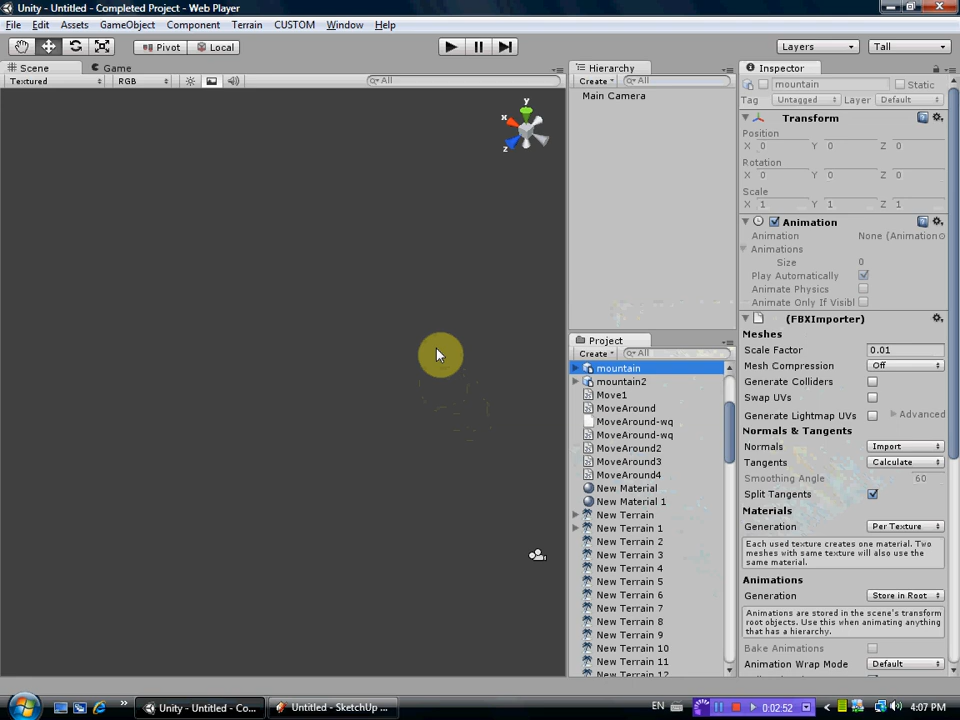 Unity - Untitled - Completed Project - Web Player
File Edit Assets GameObject Component Terrain CUSTOM Window Help
Pivot Local Layers Tall
Scene Game Hierarchy Inspector
Textured RGB All Create All mountain Static
Main Camera Tag Untagged Layer Default
y
x
z
Transform
Position
X 0 Y 0 Z 0
Rotation
X 0 Y 0 Z 0
Scale
X 1 Y 1 Z 1
Animation
Animation None (Animation
Animations
Size 0
Play Automatically
Animate Physics
Animate Only If Visibl
(FBXImporter)
Meshes
Scale Factor 0.01
Mesh Compression Off
Generate Colliders
Swap UVs
Generate Lightmap UVs Advanced
Normals & Tangents
Normals Import
Tangents Calculate
Smoothing Angle 60
Split Tangents
Materials
Generation Per Texture
Each used texture creates one material. Two
meshes with same texture will also use the
same material.
Animations
Generation Store in Root
Animations are stored in the scene's transform
root objects. Use this when animating anything
that has a hierarchy.
Bake Animations
Animation Wrap Mode Default
Project
Create All
mountain
mountain2
Move1
MoveAround
MoveAround-wq
MoveAround-wq
MoveAround2
MoveAround3
MoveAround4
New Material
New Material 1
New Terrain
New Terrain 1
New Terrain 2
New Terrain 3
New Terrain 4
New Terrain 5
New Terrain 6
New Terrain 7
New Terrain 8
New Terrain 9
New Terrain 10
New Terrain 11
New Terrain 12
Unity - Untitled - Co... Untitled - SketchUp ... EN 00:02:52 4:07 PM